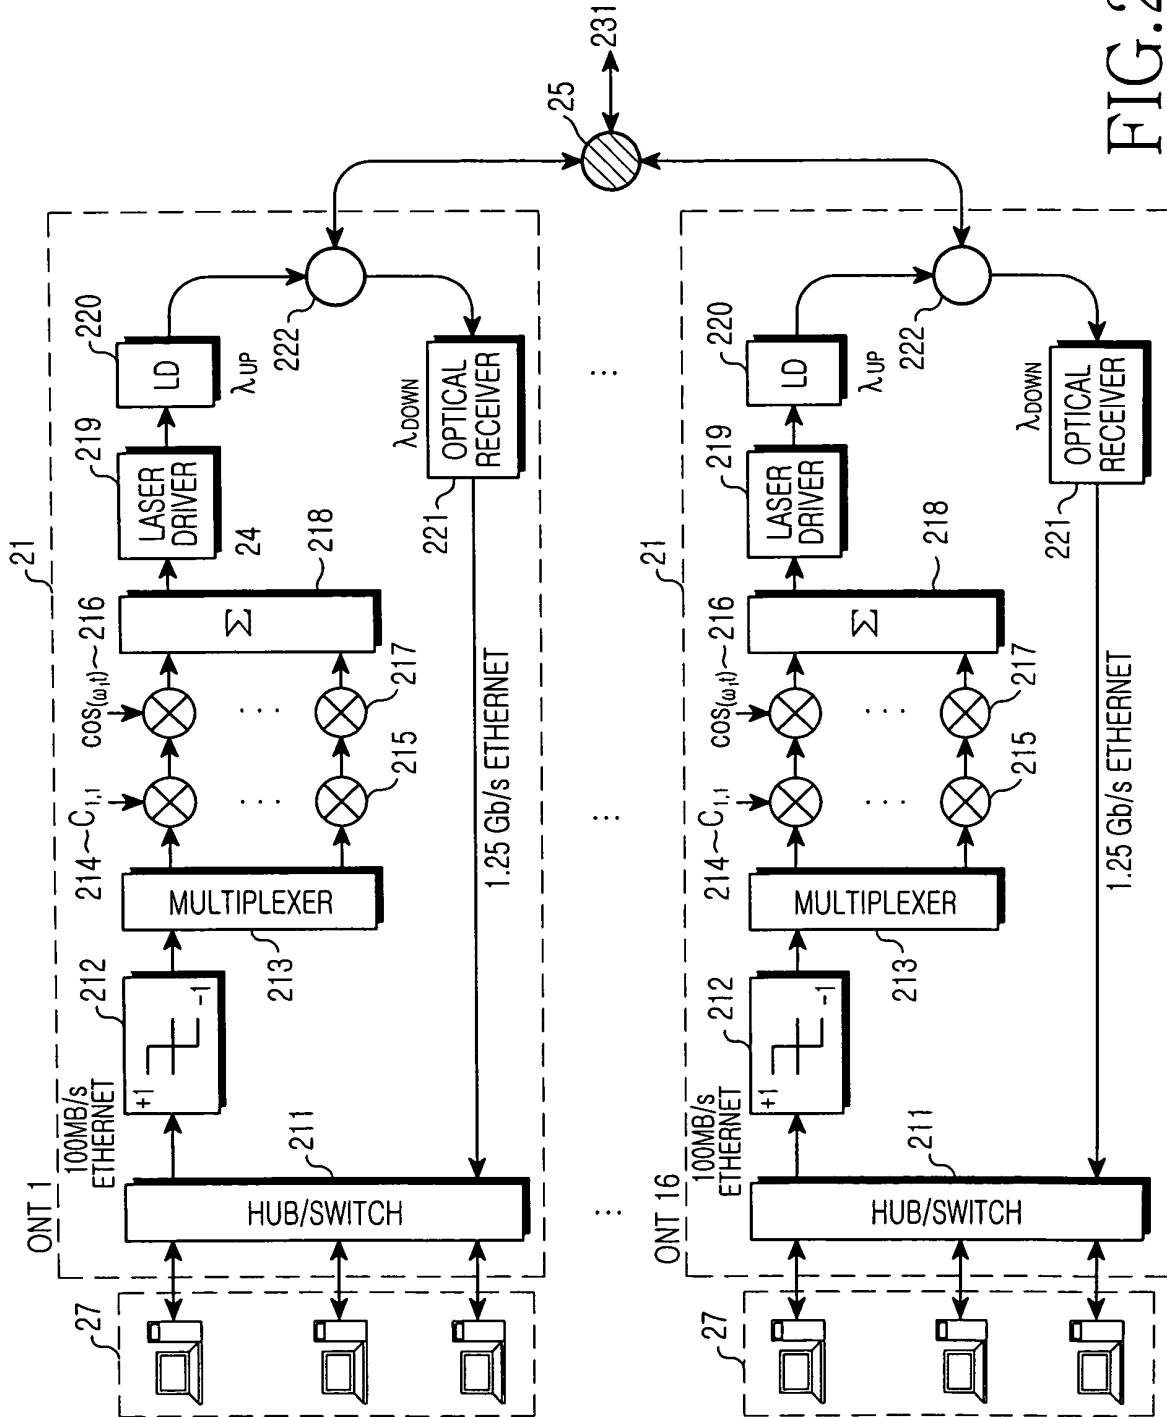 27
ONT 1
21
HUB/SWITCH
211
100MB/s
ETHERNET
+1
-1
212
MULTIPLEXER
213
214
C1,1
215
cos(ω1t)
216
217
Σ
218
24
LASER
DRIVER
219
LD
220
λUP
222
λDOWN
OPTICAL
RECEIVER
221
1.25 Gb/s ETHERNET
...
...
...
...
...
25
231
27
ONT 16
21
HUB/SWITCH
211
100MB/s
ETHERNET
+1
-1
212
MULTIPLEXER
213
214
C1,1
215
cos(ω1t)
216
217
Σ
218
LASER
DRIVER
219
LD
220
λUP
222
λDOWN
OPTICAL
RECEIVER
221
1.25 Gb/s ETHERNET
...
...
FIG.2